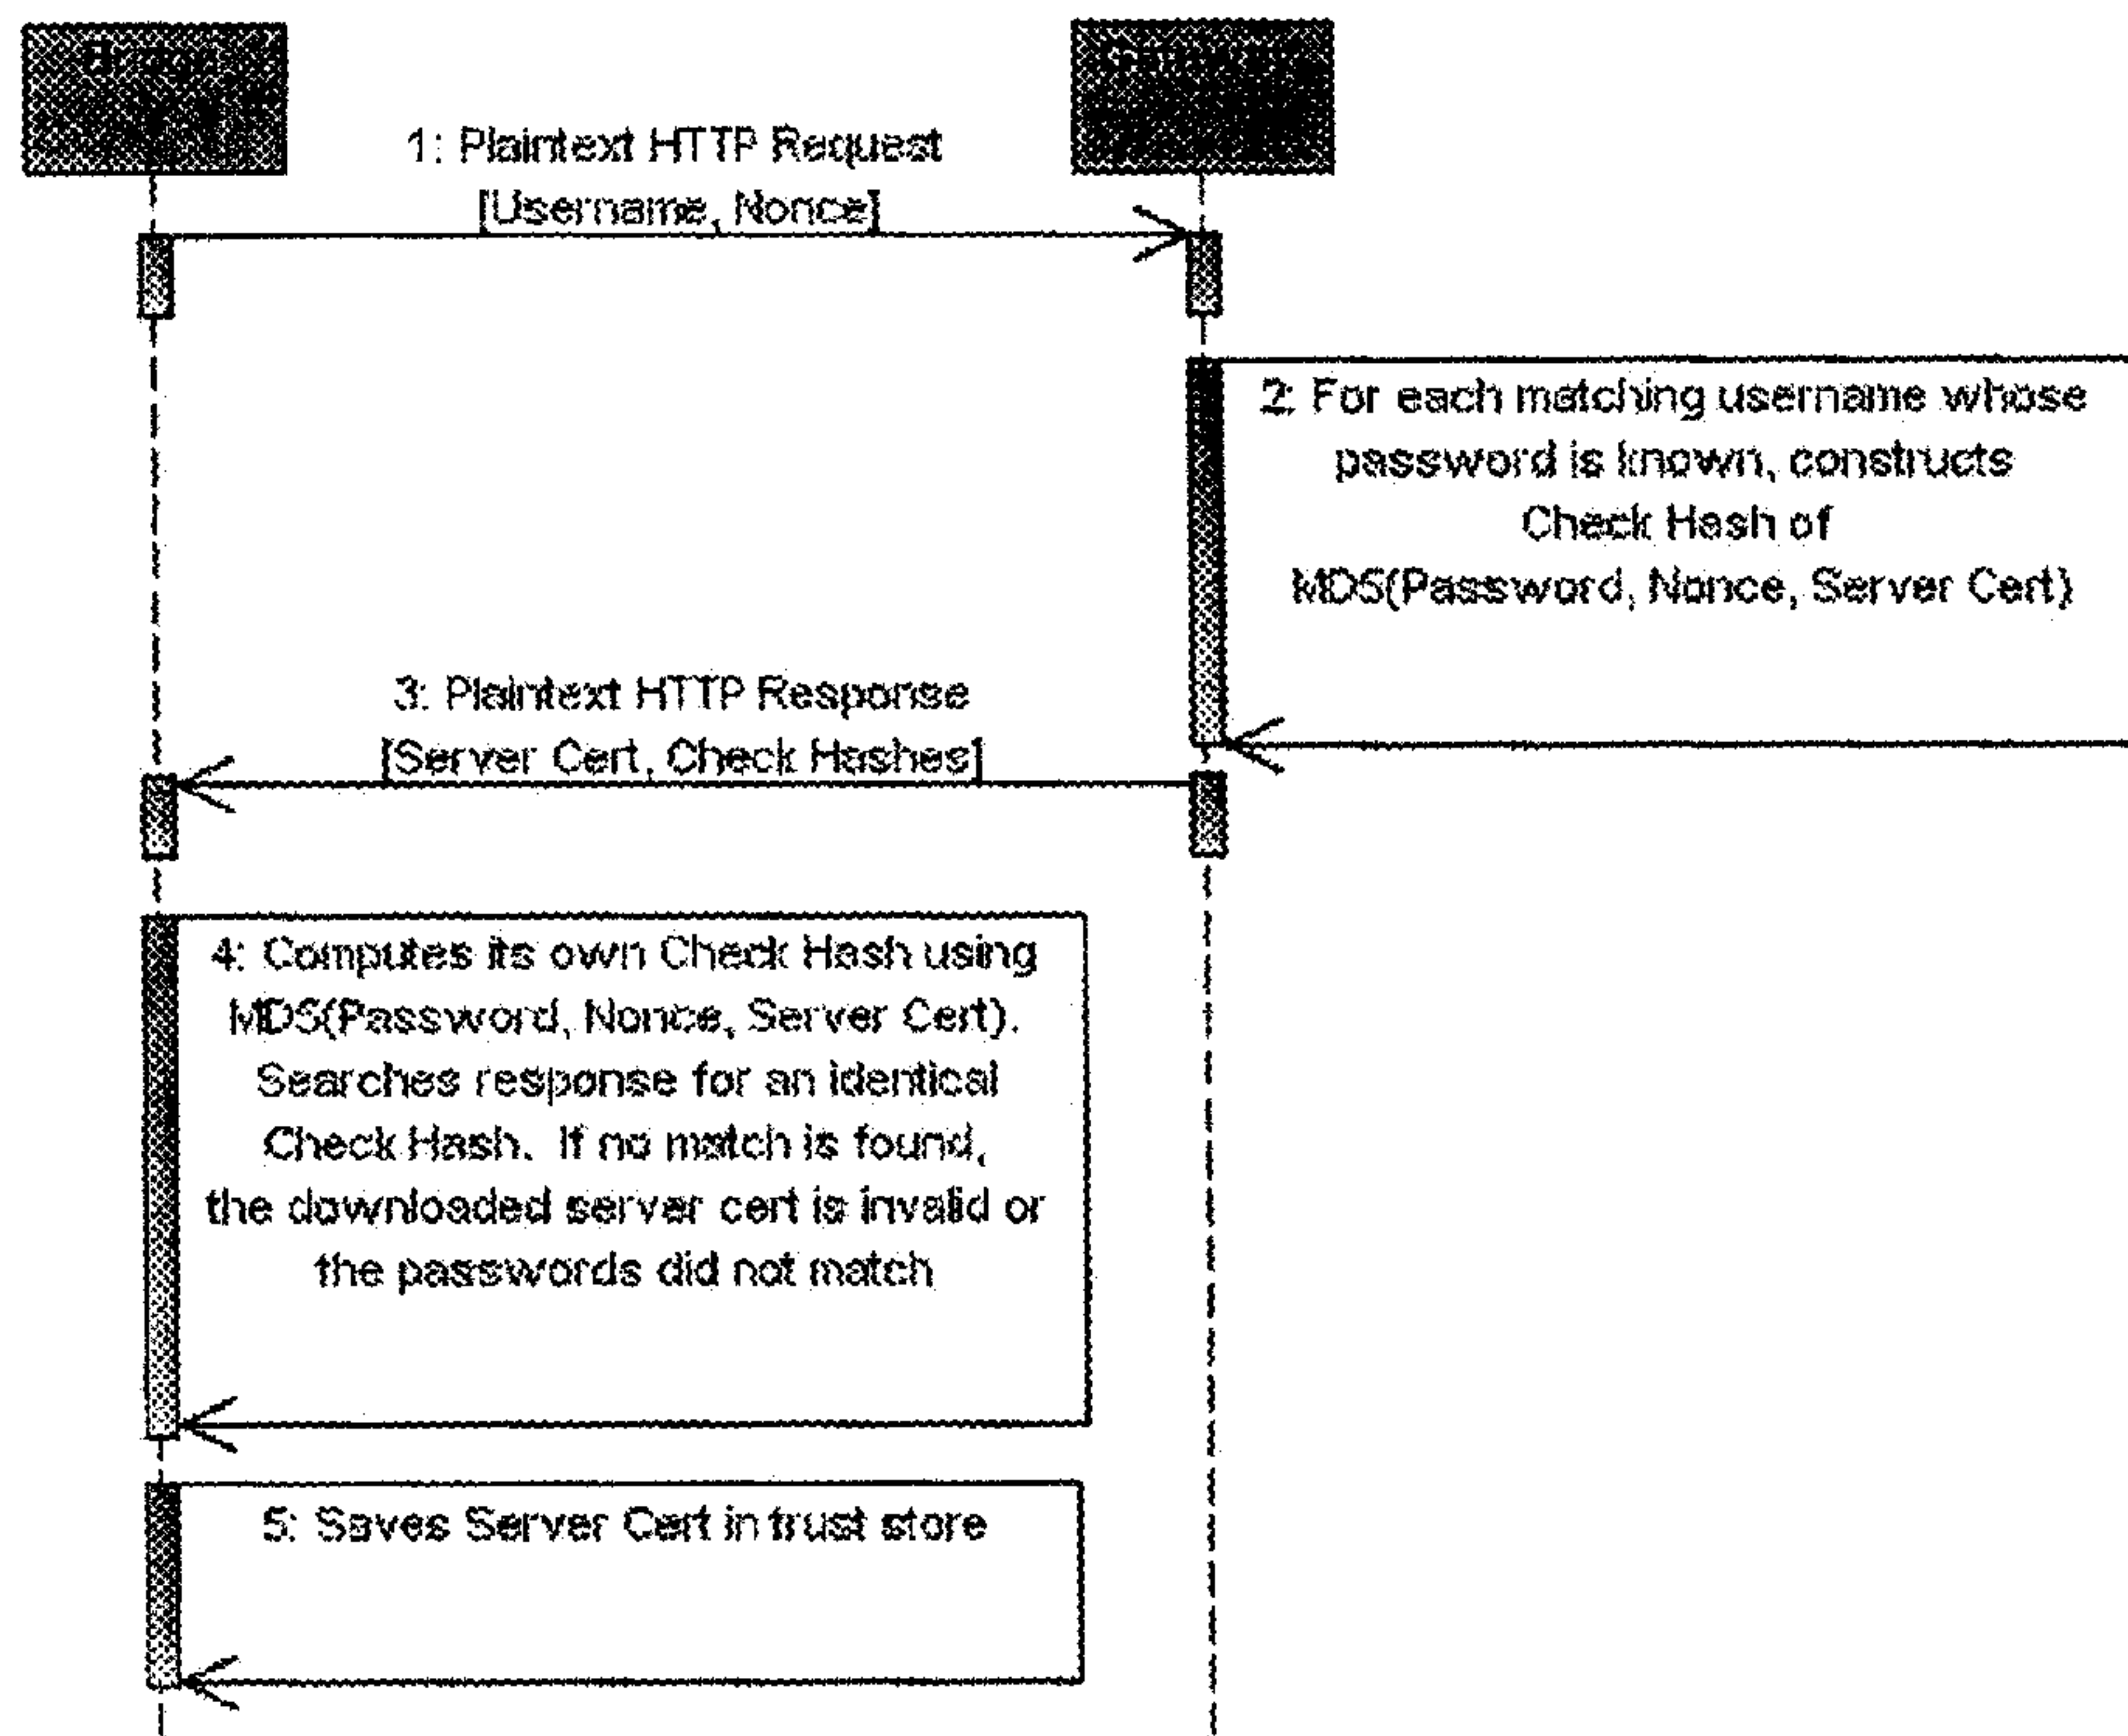 1: Plaintext HTTP Request
[Username, Nonce]
2: For each matching username whose
password is known, constructs
Check Hash of
MD5(Password, Nonce, Server Cert)
3: Plaintext HTTP Response
[Server Cert, Check Hashes]
4: Computes its own Check Hash using
MD5(Password, Nonce, Server Cert).
Searches response for an identical
Check Hash. If no match is found,
the downloaded server cert is invalid or
the passwords did not match
5: Saves Server Cert in trust store